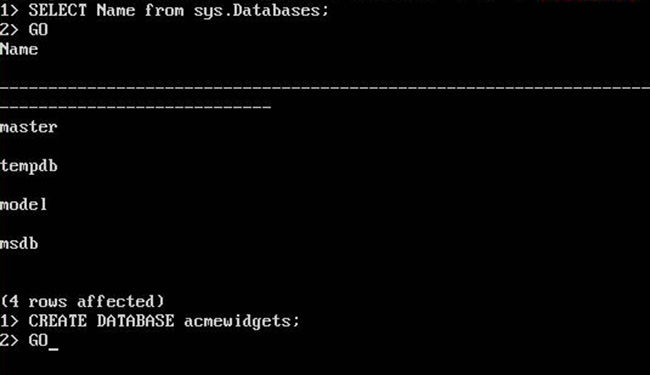 1> SELECT Name from sys.Databases;
2> GO
Name
--------------------------------------------------------------------
----------------------------
master
tempdb
model
msdb
(4 rows affected)
1> CREATE DATABASE acmewidgets;
2> GO_